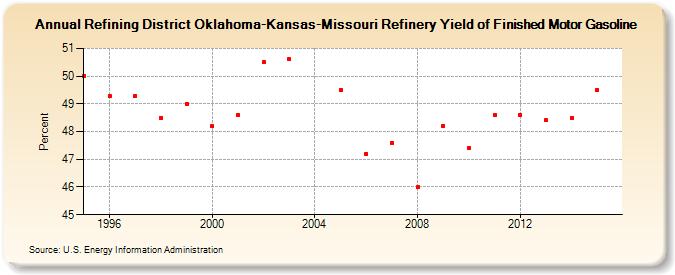 Annual Refining District Oklahoma-Kansas-Missouri Refinery Yield of Finished Motor Gasoline
51
50
49
48
47
46
45
Percent
1996 2000 2004 2008 2012
Source: U.S. Energy Information Administration